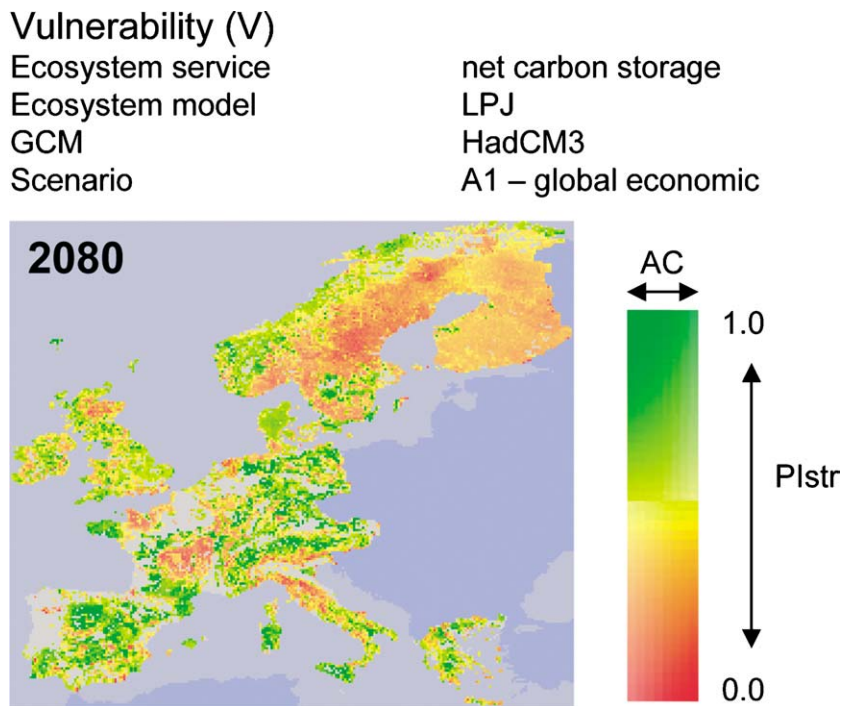 Vulnerability (V)
Ecosystem service net carbon storage
Ecosystem model LPJ
GCM HadCM3
Scenario A1 – global economic
2080
AC
1.0
PIstr
0.0